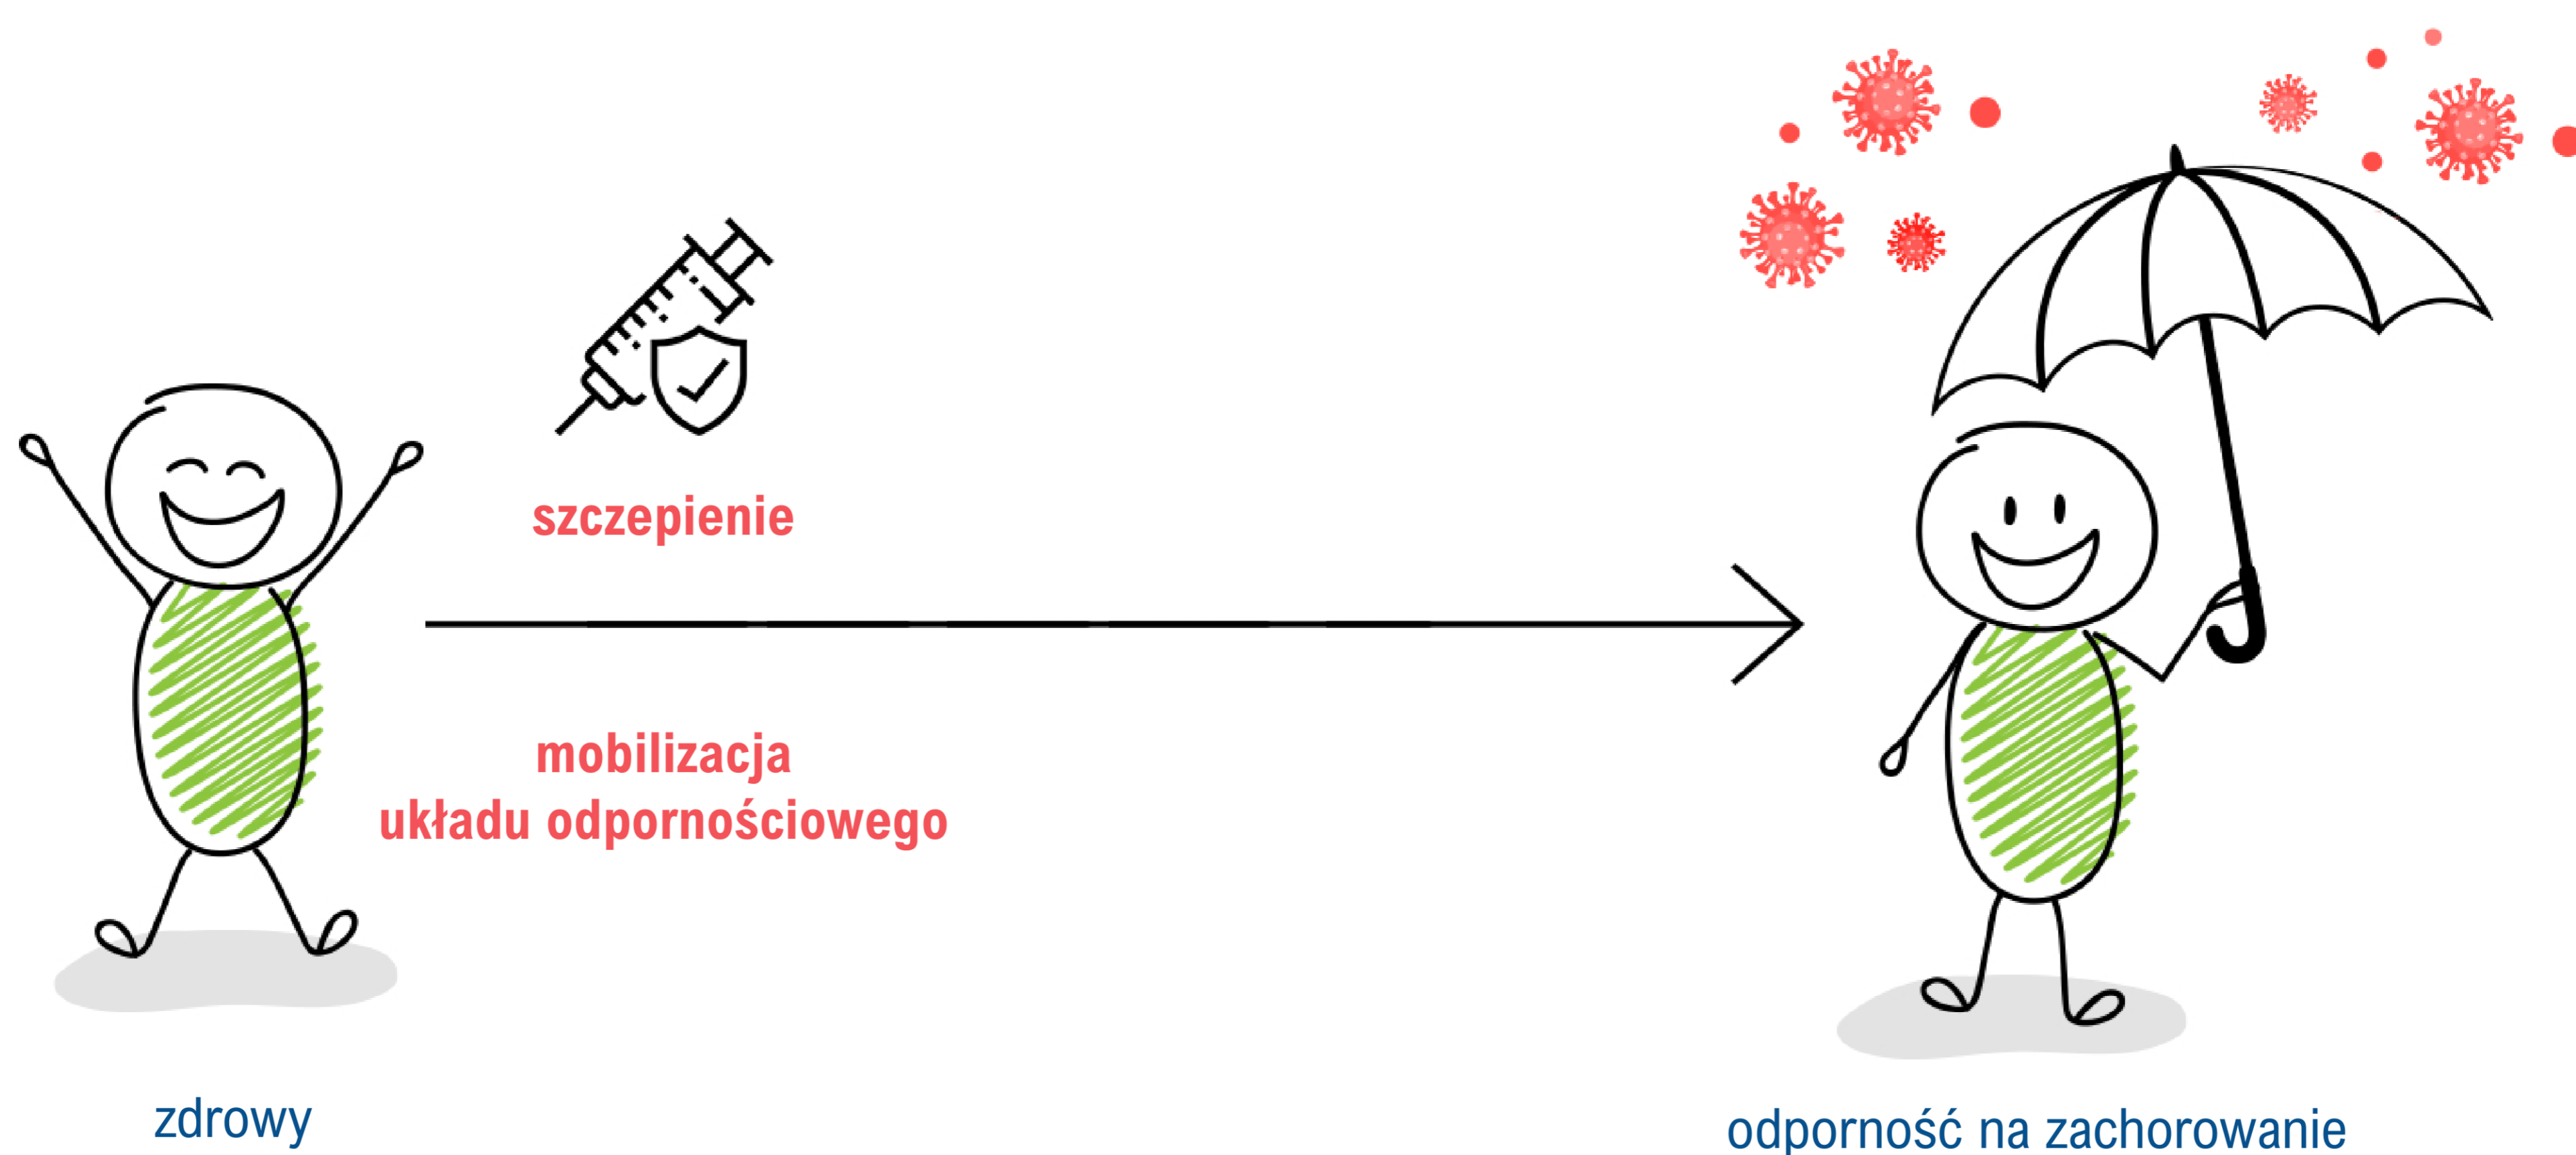 szczepienie
mobilizacja
układu odpornościowego
zdrowy
odporność na zachorowanie